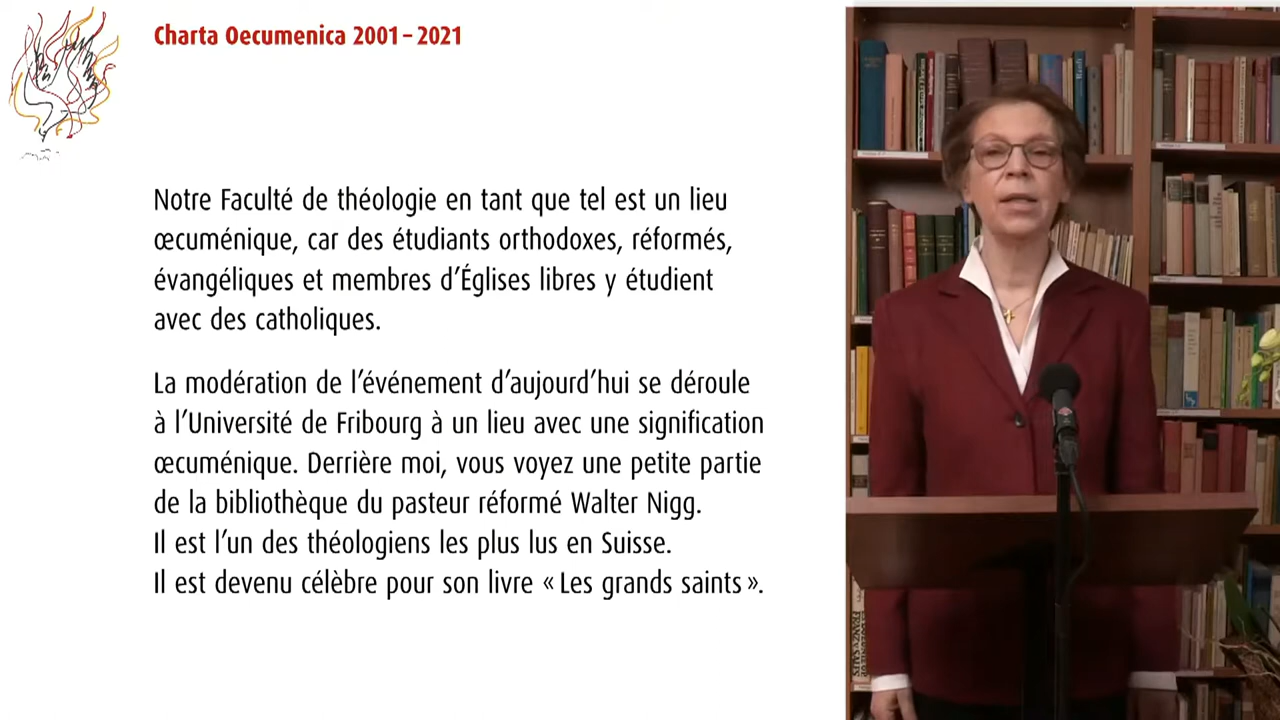 Charta Oecumenica 2001 – 2021
Notre Faculté de théologie en tant que tel est un lieu
œcuménique, car des étudiants orthodoxes, réformés,
évangéliques et membres d’Églises libres y étudient
avec des catholiques.
La modération de l’événement d’aujourd’hui se déroule
à l’Université de Fribourg à un lieu avec une signification
œcuménique. Derrière moi, vous voyez une petite partie
de la bibliothèque du pasteur réformé Walter Nigg.
Il est l’un des théologiens les plus lus en Suisse.
Il est devenu célèbre pour son livre « Les grands saints ».